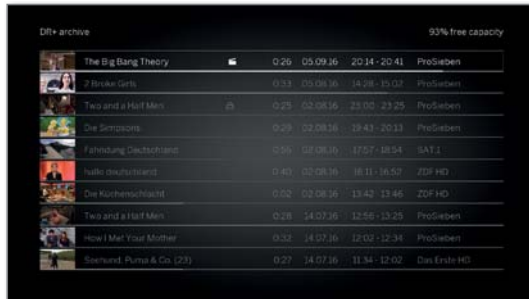 DR+ archive 93% free capacity
The Big Bang Theory 0:26 05.09.16 20:14 - 20:41 ProSieben
2 Broke Girls 0:33 05.08.16 14:28 - 15:02 ProSieben
Two and a Half Men 0:25 02.08.16 23:00 - 23:25 ProSieben
Die Simpsons 0:29 02.08.16 19:43 - 20:13 ProSieben
Fahndung Deutschland 0:56 02.08.16 17:57 - 18:54 SAT.1
hallo deutschland 0:40 02.08.16 16:11 - 16:52 ZDF HD
Die Küchenschlacht 0:02 02.08.16 13:42 - 13:46 ZDF HD
Two and a Half Men 0:28 14.07.16 12:56 - 13:25 ProSieben
How I Met Your Mother 0:32 14.07.16 12:02 - 12:34 ProSieben
Seehund, Puma & Co. (23) 0:27 14.07.16 11:34 - 12:02 Das Erste HD